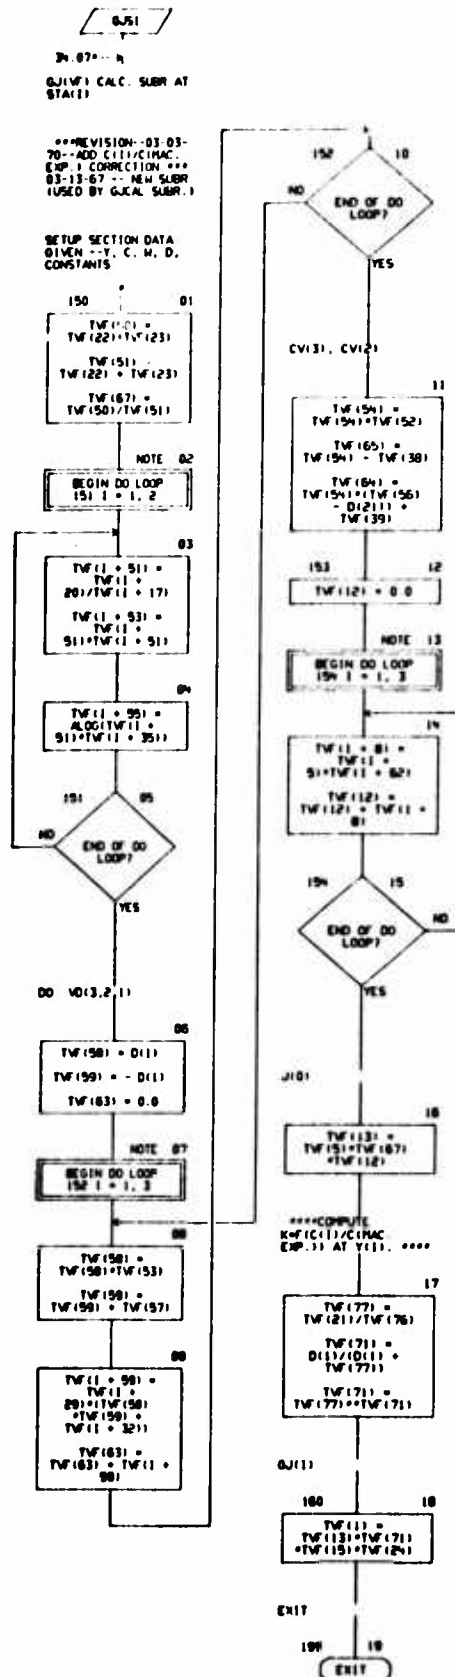 GJS1
GJ(VF) CALC. SUBR AT
STA(I)
***REVISION--03-03-
70--ADD C(I)/C(MAC.
EXP.) CORRECTION ***
03-13-67 -- NEW SUBR
(USED BY GJCAL SUBR.)
SETUP SECTION DATA
GIVEN --Y, C, W, D,
CONSTANTS
150 01
TVF(50) =
TVF(22)*TVF(23)
TVF(51)
TVF(22) + TVF(23)
TVF(67) =
TVF(50)/TVF(51)
NOTE 02
BEGIN DO LOOP
151 I = 1, 2
03
TVF(I + 51) =
TVF(I +
20)/TVF(I + 17)
TVF(I + 53) =
TVF(I +
51)*TVF(I + 51)
04
TVF(I + 55) =
ALOG(TVF(I +
51)*TVF(I + 35))
151 05
NO
END OF DO
LOOP?
YES
DO VO(3,2,1)
06
TVF(58) = D(1)
TVF(59) = - D(1)
TVF(63) = 0.0
NOTE 07
BEGIN DO LOOP
152 I = 1, 3
08
TVF(58) =
TVF(58)*TVF(53)
TVF(59) =
TVF(59) + TVF(57)
09
TVF(I + 59) =
TVF(I +
28)*(TVF(58)
*TVF(59) +
TVF(I + 32))
TVF(63) =
TVF(63) + TVF(I +
59)
152 10
NO
END OF DO
LOOP?
YES
CV(3), CV(2)
11
TVF(54) =
TVF(54)*TVF(52)
TVF(65) =
TVF(54) - TVF(38)
TVF(64) =
TVF(54)*(TVF(56)
- D(21)) +
TVF(39)
153 12
TVF(12) = 0.0
NOTE 13
BEGIN DO LOOP
154 I = 1, 3
14
TVF(I + 8) =
TVF(I +
5)*TVF(I + 62)
TVF(12) =
TVF(12) + TVF(I +
8)
154 15
END OF DO
LOOP?
NO
YES
J(0)
16
TVF(13) =
TVF(5)*TVF(67)
*TVF(12)
****COMPUTE
K=F(C(I)/C(MAC.
EXP.)) AT Y(I). ****
17
TVF(77) =
TVF(21)/TVF(76)
TVF(71) =
D(1)/(D(1) +
TVF(77))
TVF(71) =
TVF(77)**TVF(71)
GJ(I)
160 18
TVF(1) =
TVF(13)*TVF(71)
*TVF(15)*TVF(24)
EXIT
199 19
EXIT